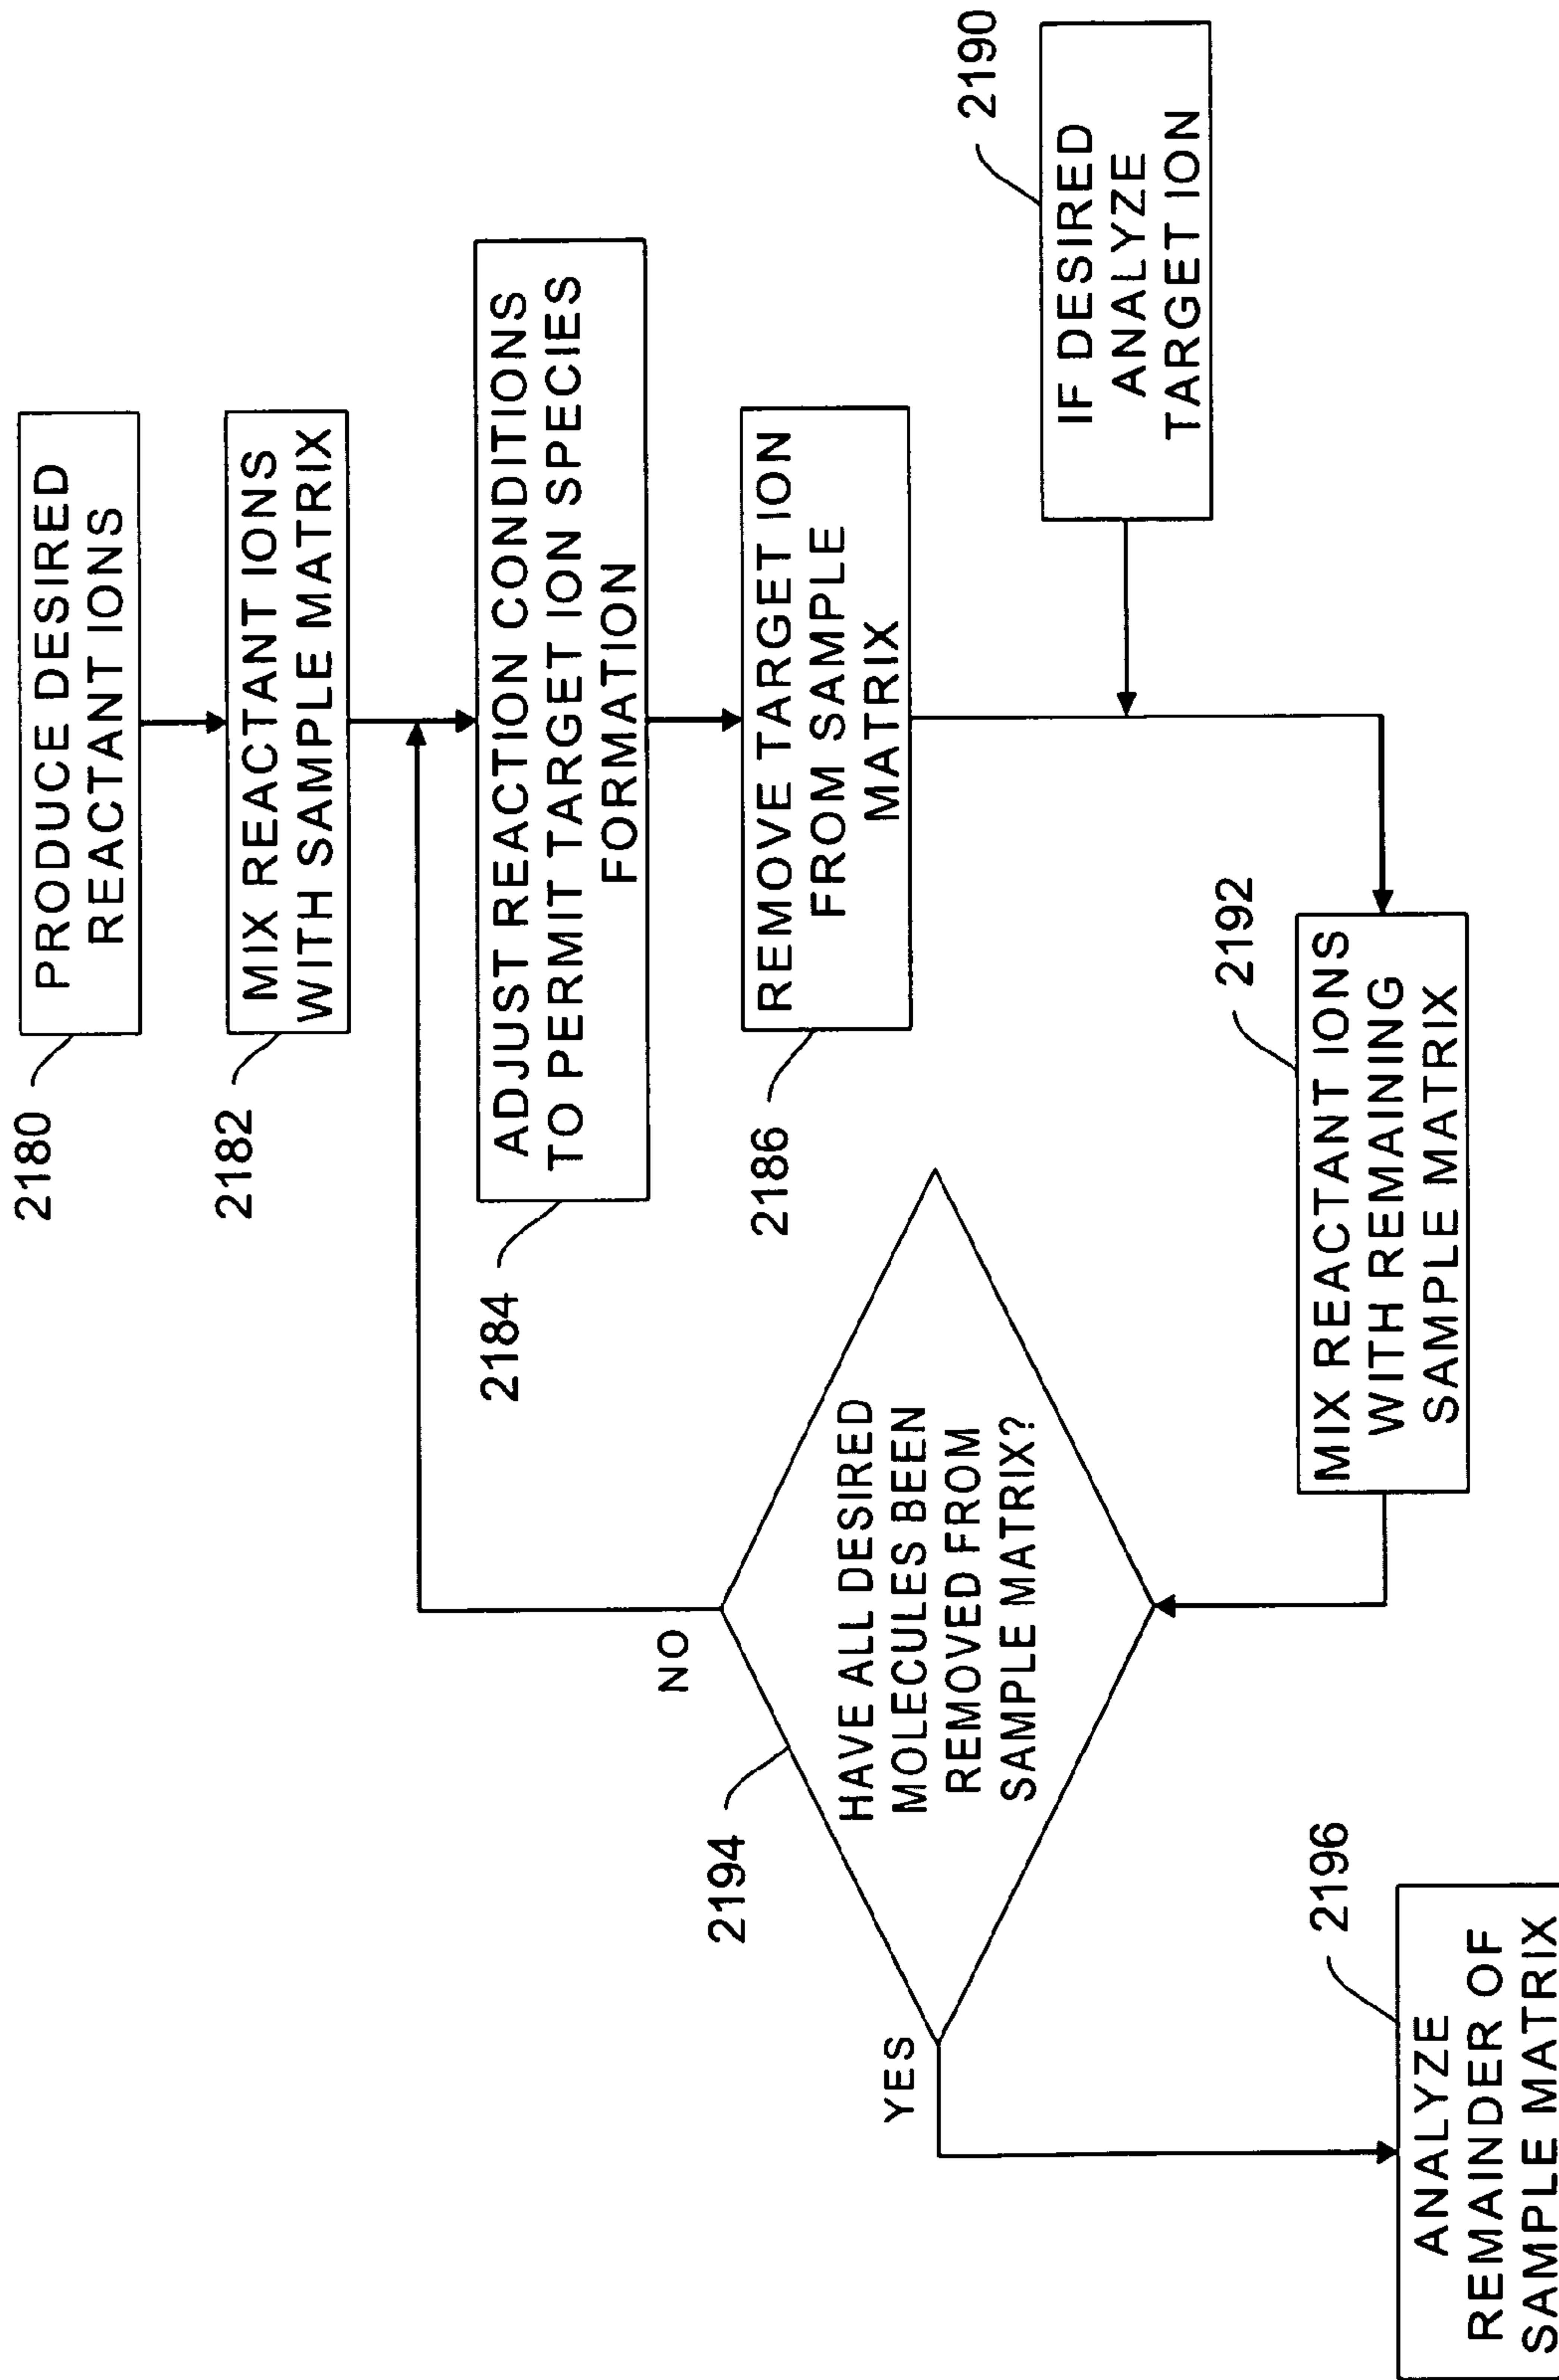 2180
PRODUCE DESIRED
REACTANT IONS
2182
MIX REACTANT IONS
WITH SAMPLE MATRIX
2184
ADJUST REACTION CONDITIONS
TO PERMIT TARGET ION SPECIES
FORMATION
2186
REMOVE TARGET ION
FROM SAMPLE
MATRIX
2190
IF DESIRED
ANALYZE
TARGET ION
2192
MIX REACTANT IONS
WITH REMAINING
SAMPLE MATRIX
2194
HAVE ALL DESIRED
MOLECULES BEEN
REMOVED FROM
SAMPLE MATRIX?
NO
YES
2196
ANALYZE
REMAINDER OF
SAMPLE MATRIX